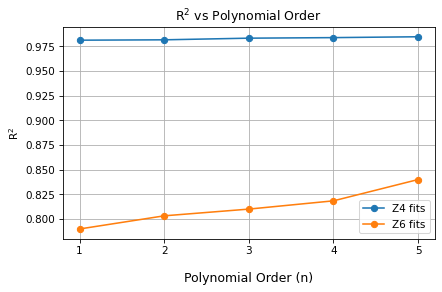 R² vs Polynomial Order
R²
0.975
0.950
0.925
0.900
0.875
0.850
0.825
0.800
1 2 3 4 5
Polynomial Order (n)
Z4 fits
Z6 fits